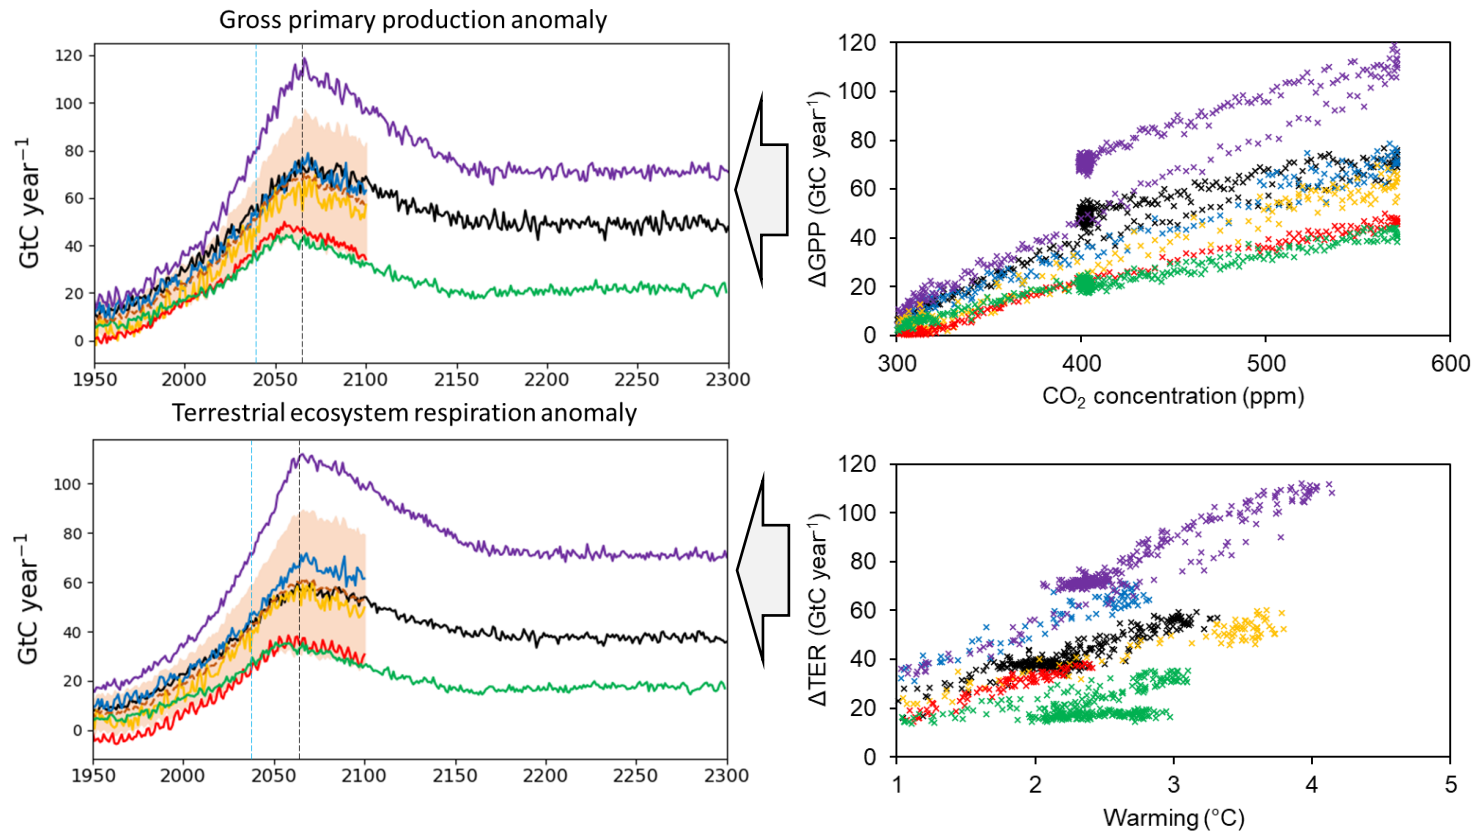 Gross primary production anomaly
120
100
80
60
40
20
0
GtC year⁻¹
1950 2000 2050 2100 2150 2200 2250 2300
120
100
80
60
40
20
0
ΔGPP (GtC year⁻¹)
300 400 500 600
CO₂ concentration (ppm)
Terrestrial ecosystem respiration anomaly
100
80
60
40
20
0
GtC year⁻¹
1950 2000 2050 2100 2150 2200 2250 2300
120
100
80
60
40
20
0
ΔTER (GtC year⁻¹)
1 2 3 4 5
Warming (°C)